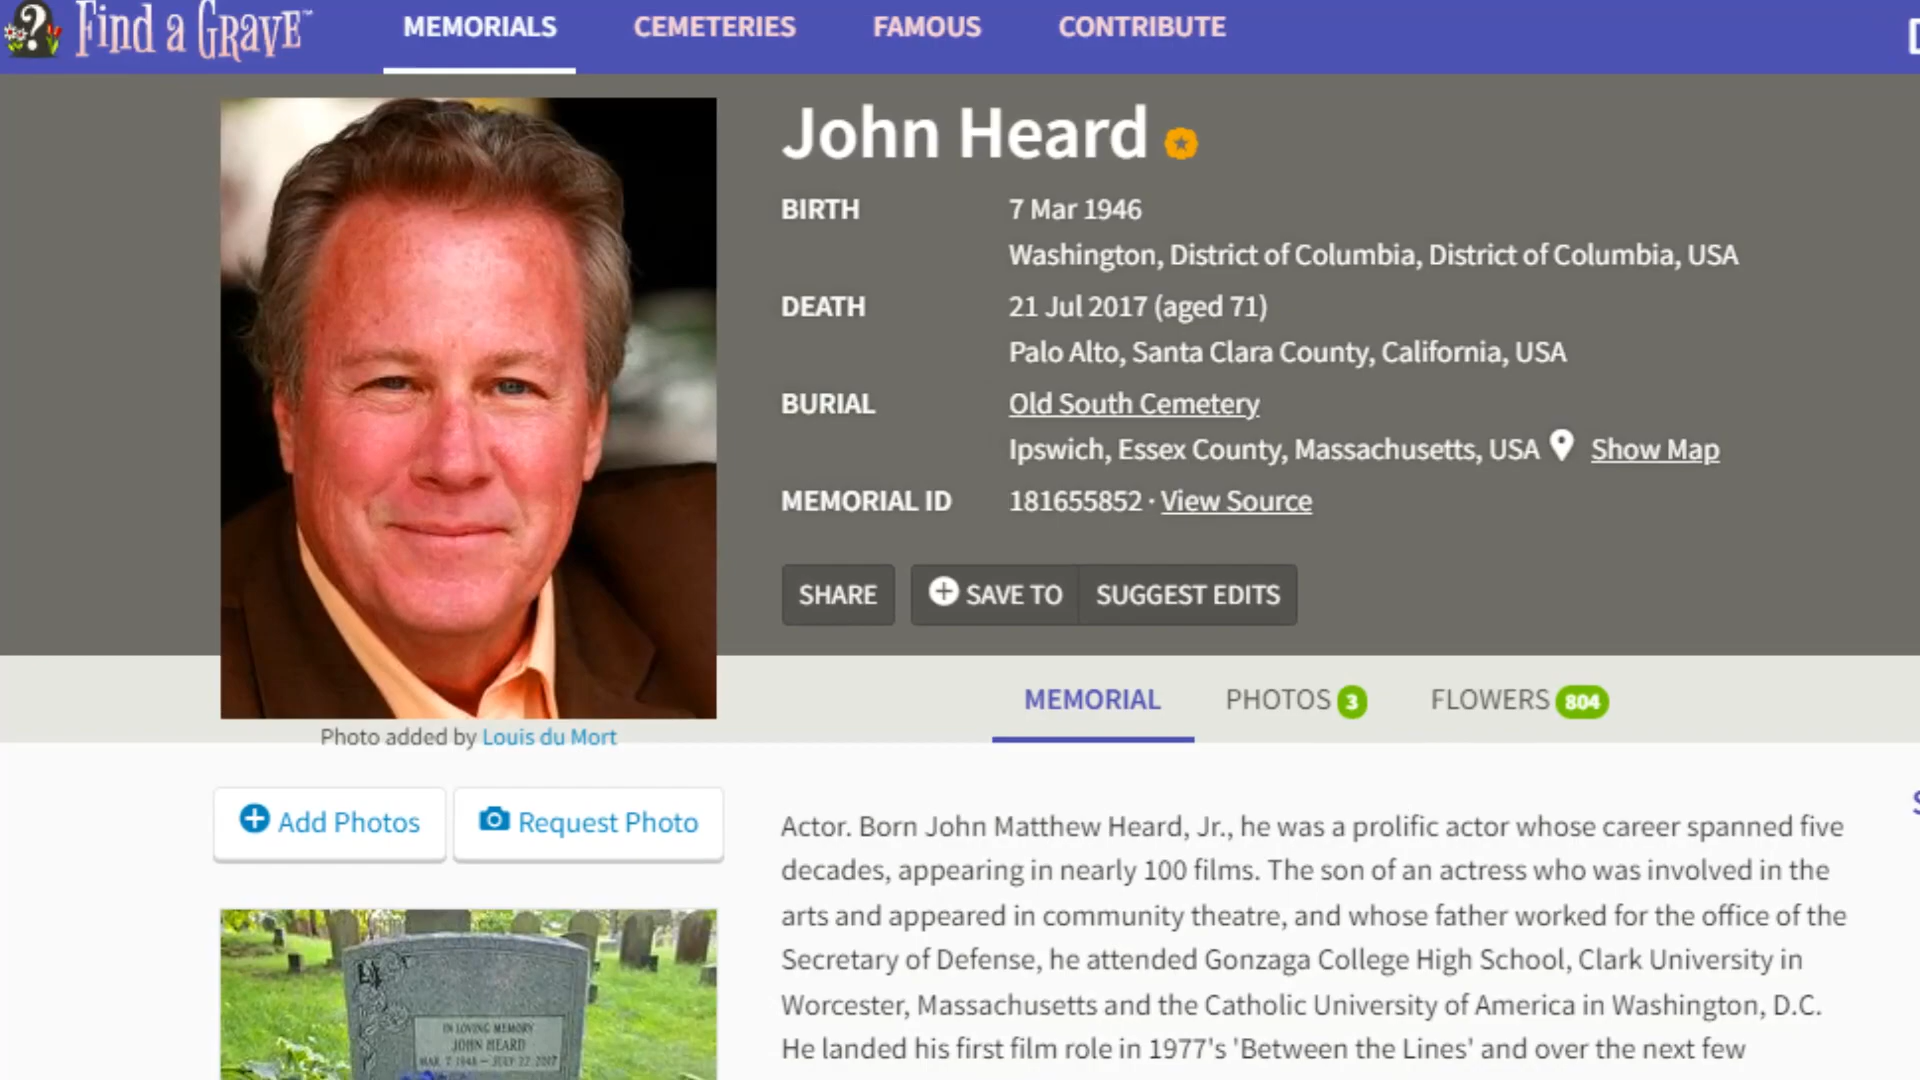 Find a Grave™
MEMORIALS
CEMETERIES
FAMOUS
CONTRIBUTE
John Heard
BIRTH
7 Mar 1946
Washington, District of Columbia, District of Columbia, USA
DEATH
21 Jul 2017 (aged 71)
Palo Alto, Santa Clara County, California, USA
BURIAL
Old South Cemetery
Ipswich, Essex County, Massachusetts, USA Show Map
MEMORIAL ID
181655852 · View Source
SHARE
SAVE TO
SUGGEST EDITS
MEMORIAL
PHOTOS 3
FLOWERS 804
Photo added by Louis du Mort
Add Photos
Request Photo
Actor. Born John Matthew Heard, Jr., he was a prolific actor whose career spanned five
decades, appearing in nearly 100 films. The son of an actress who was involved in the
arts and appeared in community theatre, and whose father worked for the office of the
Secretary of Defense, he attended Gonzaga College High School, Clark University in
Worcester, Massachusetts and the Catholic University of America in Washington, D.C.
He landed his first film role in 1977's 'Between the Lines' and over the next few
IN LOVING MEMORY
JOHN HEARD
MAR. 7 — JULY 2017